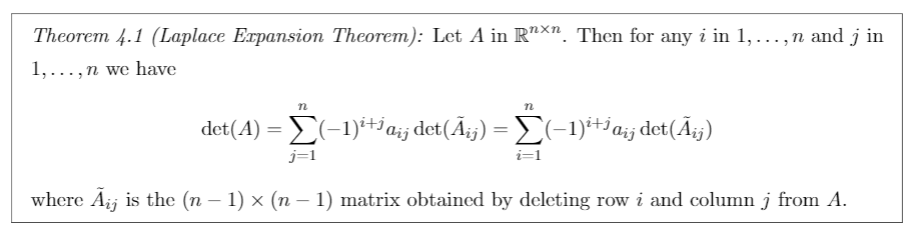 Theorem 4.1 (Laplace Expansion Theorem): Let A in ℝⁿˣⁿ. Then for any i in 1, . . . , n and j in
1, . . . , n we have
det(A) = ∑_{j=1}^{n} (−1)^{i+j} a_{ij} det(Ã_{ij}) = ∑_{i=1}^{n} (−1)^{i+j} a_{ij} det(Ã_{ij})
where Ã_{ij} is the (n − 1) × (n − 1) matrix obtained by deleting row i and column j from A.